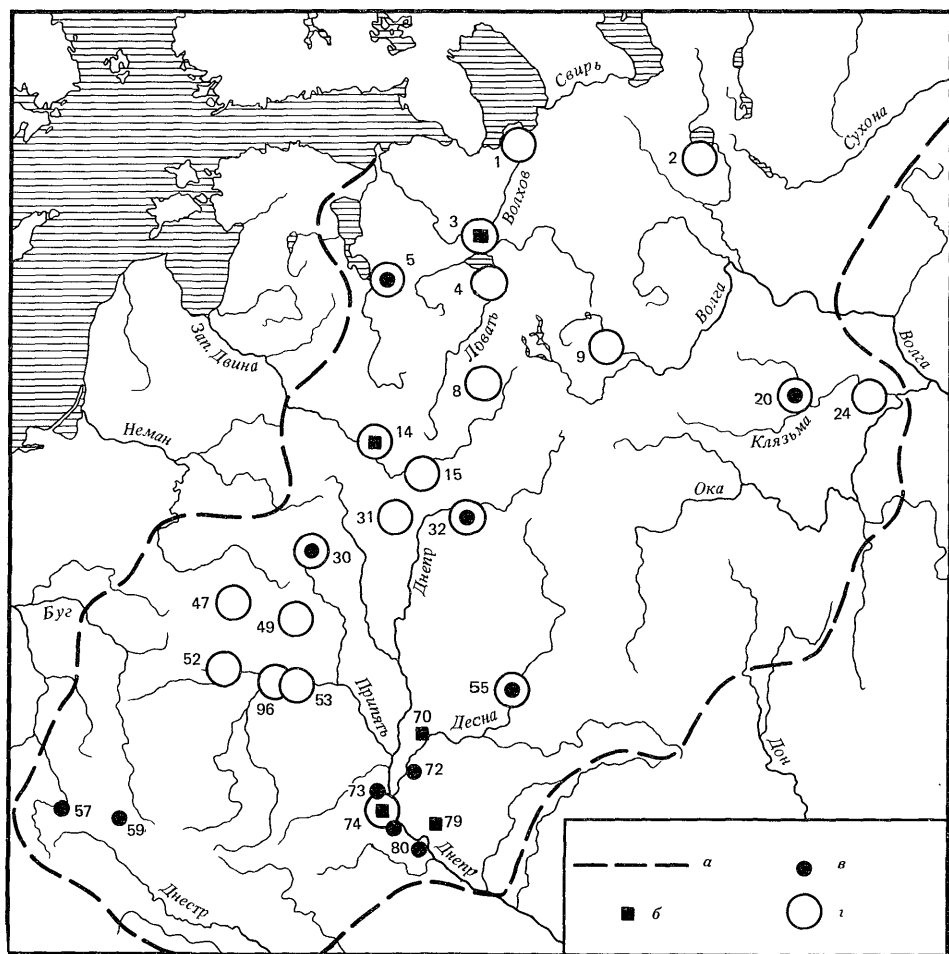 Свирь
Сухона
1
2
Волхов
3
5
4
Волга
Волга
Зап. Двина
Ловать
9
8
20
24
Клязьма
Неман
14
15
Ока
31
32
30
Днепр
47
49
Буг
52
96
53
Припять
55
70
Десна
72
Дон
73
57
59
74
79
80
Днепр
Днестр
а
в
б
г